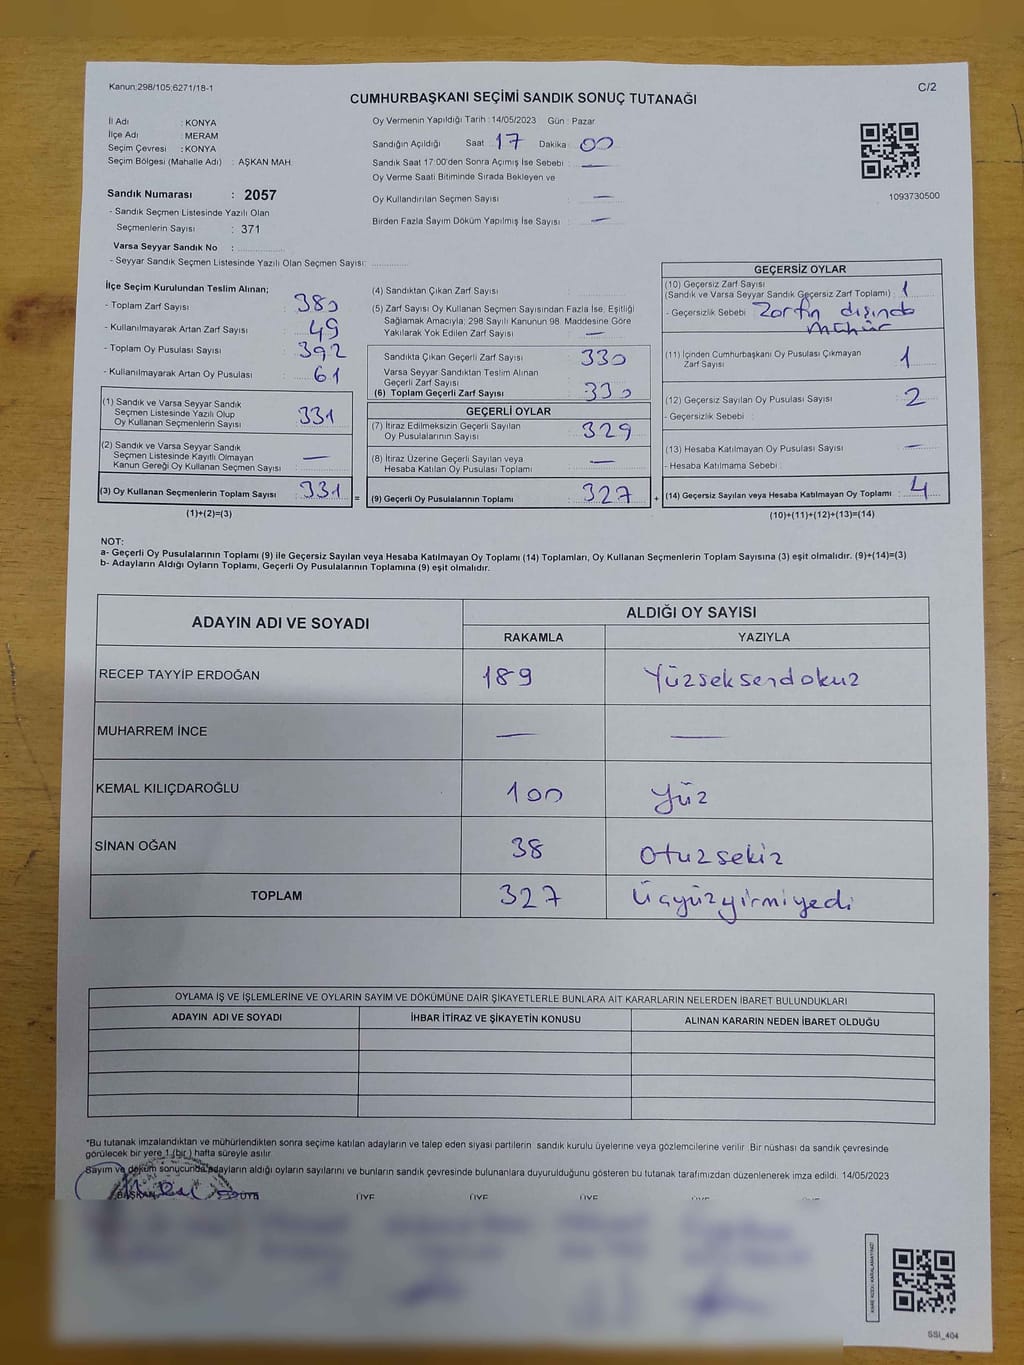 Kanun;298/105;6271/18-1
C/2
CUMHURBAŞKANI SEÇİMİ SANDIK SONUÇ TUTANAĞI
İl Adı : KONYA
İlçe Adı : MERAM
Seçim Çevresi : KONYA
Seçim Bölgesi (Mahalle Adı) : AŞKAN MAH.
Sandık Numarası : 2057
- Sandık Seçmen Listesinde Yazılı Olan
Seçmenlerin Sayısı : 371
Varsa Seyyar Sandık No :
- Seyyar Sandık Seçmen Listesinde Yazılı Olan Seçmen Sayısı:
Oy Vermenin Yapıldığı Tarih : 14/05/2023 Gün : Pazar
Sandığın Açıldığı Saat : 17 Dakika : 00
Sandık Saat 17:00'den Sonra Açımış İse Sebebi : —
Oy Verme Saati Bitiminde Sırada Bekleyen ve
Oy Kullandırılan Seçmen Sayısı : —
Birden Fazla Sayım Döküm Yapılmış İse Sayısı : —
1093730500
İlçe Seçim Kurulundan Teslim Alınan;
- Toplam Zarf Sayısı : 380
- Kullanılmayarak Artan Zarf Sayısı : 49
- Toplam Oy Pusulası Sayısı : 392
- Kullanılmayarak Artan Oy Pusulası : 61
(1) Sandık ve Varsa Seyyar Sandık
Seçmen Listesinde Yazılı Olup
Oy Kullanan Seçmenlerin Sayısı : 331
(2) Sandık ve Varsa Seyyar Sandık
Seçmen Listesinde Kayıtlı Olmayan
Kanun Gereği Oy Kullanan Seçmen Sayısı : —
(3) Oy Kullanan Seçmenlerin Toplam Sayısı : 331 =
(1)+(2)=(3)
(4) Sandıktan Çıkan Zarf Sayısı :
(5) Zarf Sayısı Oy Kullanan Seçmen Sayısından Fazla İse, Eşitliği
Sağlamak Amacıyla; 298 Sayılı Kanunun 98. Maddesine Göre
Yakılarak Yok Edilen Zarf Sayısı : —
Sandıkta Çıkan Geçerli Zarf Sayısı : 330
Varsa Seyyar Sandıktan Teslim Alınan
Geçerli Zarf Sayısı :
(6) Toplam Geçerli Zarf Sayısı : 330
GEÇERLİ OYLAR
(7) İtiraz Edilmeksizin Geçerli Sayılan
Oy Pusulalarının Sayısı : 329
(8) İtiraz Üzerine Geçerli Sayılan veya
Hesaba Katılan Oy Pusulası Toplamı : —
(9) Geçerli Oy Pusulalarının Toplamı : 327 +
GEÇERSİZ OYLAR
(10) Geçersiz Zarf Sayısı
(Sandık ve Varsa Seyyar Sandık Geçersiz Zarf Toplamı) : 1
- Geçersizlik Sebebi : Zarfın dışında
mühür
(11) İçinden Cumhurbaşkanı Oy Pusulası Çıkmayan
Zarf Sayısı : 1
(12) Geçersiz Sayılan Oy Pusulası Sayısı : 2
- Geçersizlik Sebebi :
(13) Hesaba Katılmayan Oy Pusulası Sayısı : —
- Hesaba Katılmama Sebebi :
(14) Geçersiz Sayılan veya Hesaba Katılmayan Oy Toplamı : 4
(10)+(11)+(12)+(13)=(14)
NOT:
a- Geçerli Oy Pusulalarının Toplamı (9) ile Geçersiz Sayılan veya Hesaba Katılmayan Oy Toplamı (14) Toplamları, Oy Kullanan Seçmenlerin Toplam Sayısına (3) eşit olmalıdır. (9)+(14)=(3)
b- Adayların Aldığı Oyların Toplamı, Geçerli Oy Pusulalarının Toplamına (9) eşit olmalıdır.
ADAYIN ADI VE SOYADI ALDIĞI OY SAYISI
RAKAMLA YAZIYLA
RECEP TAYYİP ERDOĞAN 189 Yüzseksendokuz
MUHARREM İNCE — —
KEMAL KILIÇDAROĞLU 100 Yüz
SİNAN OĞAN 38 otuzsekiz
TOPLAM 327 Üçyüzyirmiyedi
OYLAMA İŞ VE İŞLEMLERİNE VE OYLARIN SAYIM VE DÖKÜMÜNE DAİR ŞİKAYETLERLE BUNLARA AİT KARARLARIN NELERDEN İBARET BULUNDUKLARI
ADAYIN ADI VE SOYADI İHBAR İTİRAZ VE ŞİKAYETİN KONUSU ALINAN KARARIN NEDEN İBARET OLDUĞU
*Bu tutanak imzalandıktan ve mühürlendikten sonra seçime katılan adayların ve talep eden siyasi partilerin sandık kurulu üyelerine veya gözlemcilerine verilir. Bir nüshası da sandık çevresinde
görülecek bir yere 1 (bir ) hafta süreyle asılır.
Sayım ve döküm sonucunda adayların aldığı oyların sayılarını ve bunların sandık çevresinde bulunanlara duyurulduğunu gösteren bu tutanak tarafımızdan düzenlenerek imza edildi. 14/05/2023
BAŞKAN ÜYE ÜYE ÜYE
SSI_404